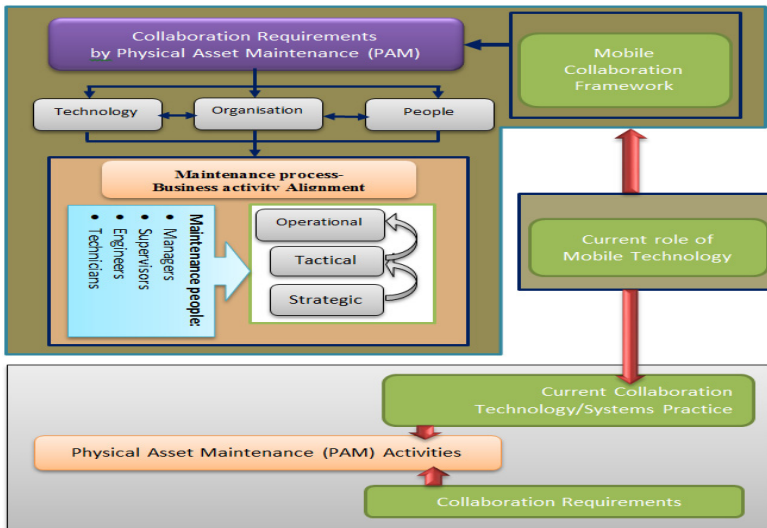 Collaboration Requirements
by Physical Asset Maintenance (PAM)
Mobile
Collaboration
Framework
Technology
Organisation
People
Maintenance process-
Business activity Alignment
Maintenance people:
• Managers
• Supervisors
• Engineers
• Technicians
Operational
Tactical
Strategic
Current role of
Mobile Technology
Current Collaboration
Technology/Systems Practice
Physical Asset Maintenance (PAM) Activities
Collaboration Requirements